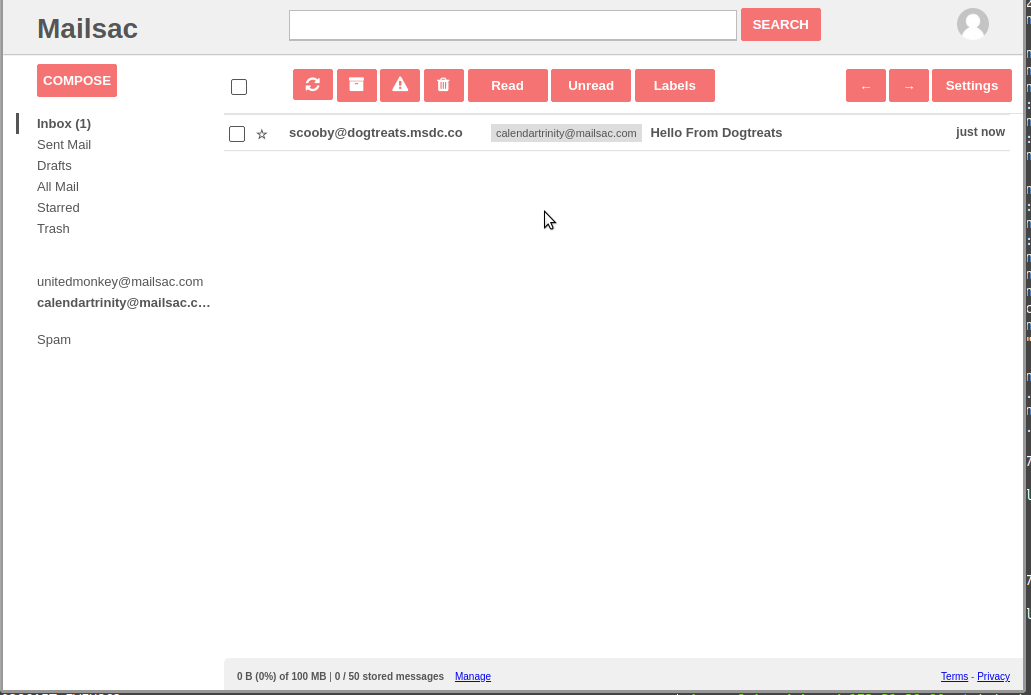 Mailsac
SEARCH
COMPOSE
Read Unread Labels ← → Settings
Inbox (1)
☆ scooby@dogtreats.msdc.co calendartrinity@mailsac.com Hello From Dogtreats just now
Sent Mail
Drafts
All Mail
Starred
Trash
unitedmonkey@mailsac.com
calendartrinity@mailsac.c…
Spam
0 B (0%) of 100 MB | 0 / 50 stored messages Manage Terms - Privacy